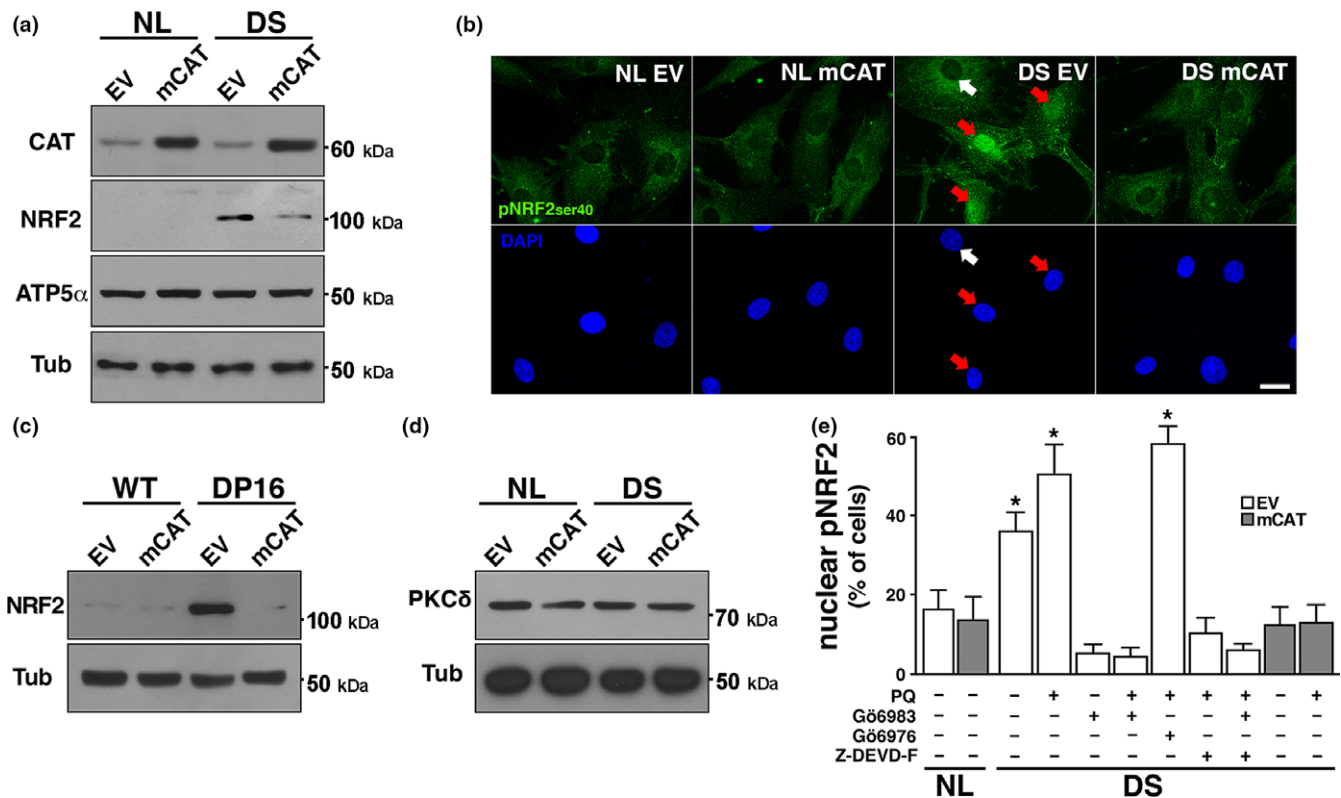 (a)
NL DS
EV mCAT EV mCAT
CAT 60 kDa
NRF2 100 kDa
ATP5α 50 kDa
Tub 50 kDa
(b)
NL EV NL mCAT DS EV DS mCAT
pNRF2ser40
DAPI
(c)
WT DP16
EV mCAT EV mCAT
NRF2 100 kDa
Tub 50 kDa
(d)
NL DS
EV mCAT EV mCAT
PKCδ 70 kDa
Tub 50 kDa
(e)
nuclear pNRF2
(% of cells)
60
40
20
0
* * *
EV
mCAT
PQ – – – + – + + + + – +
Gö6983 – – – – + + – – + – –
Gö6976 – – – – – – + – – – –
Z-DEVD-F – – – – – – – + + – –
NL DS